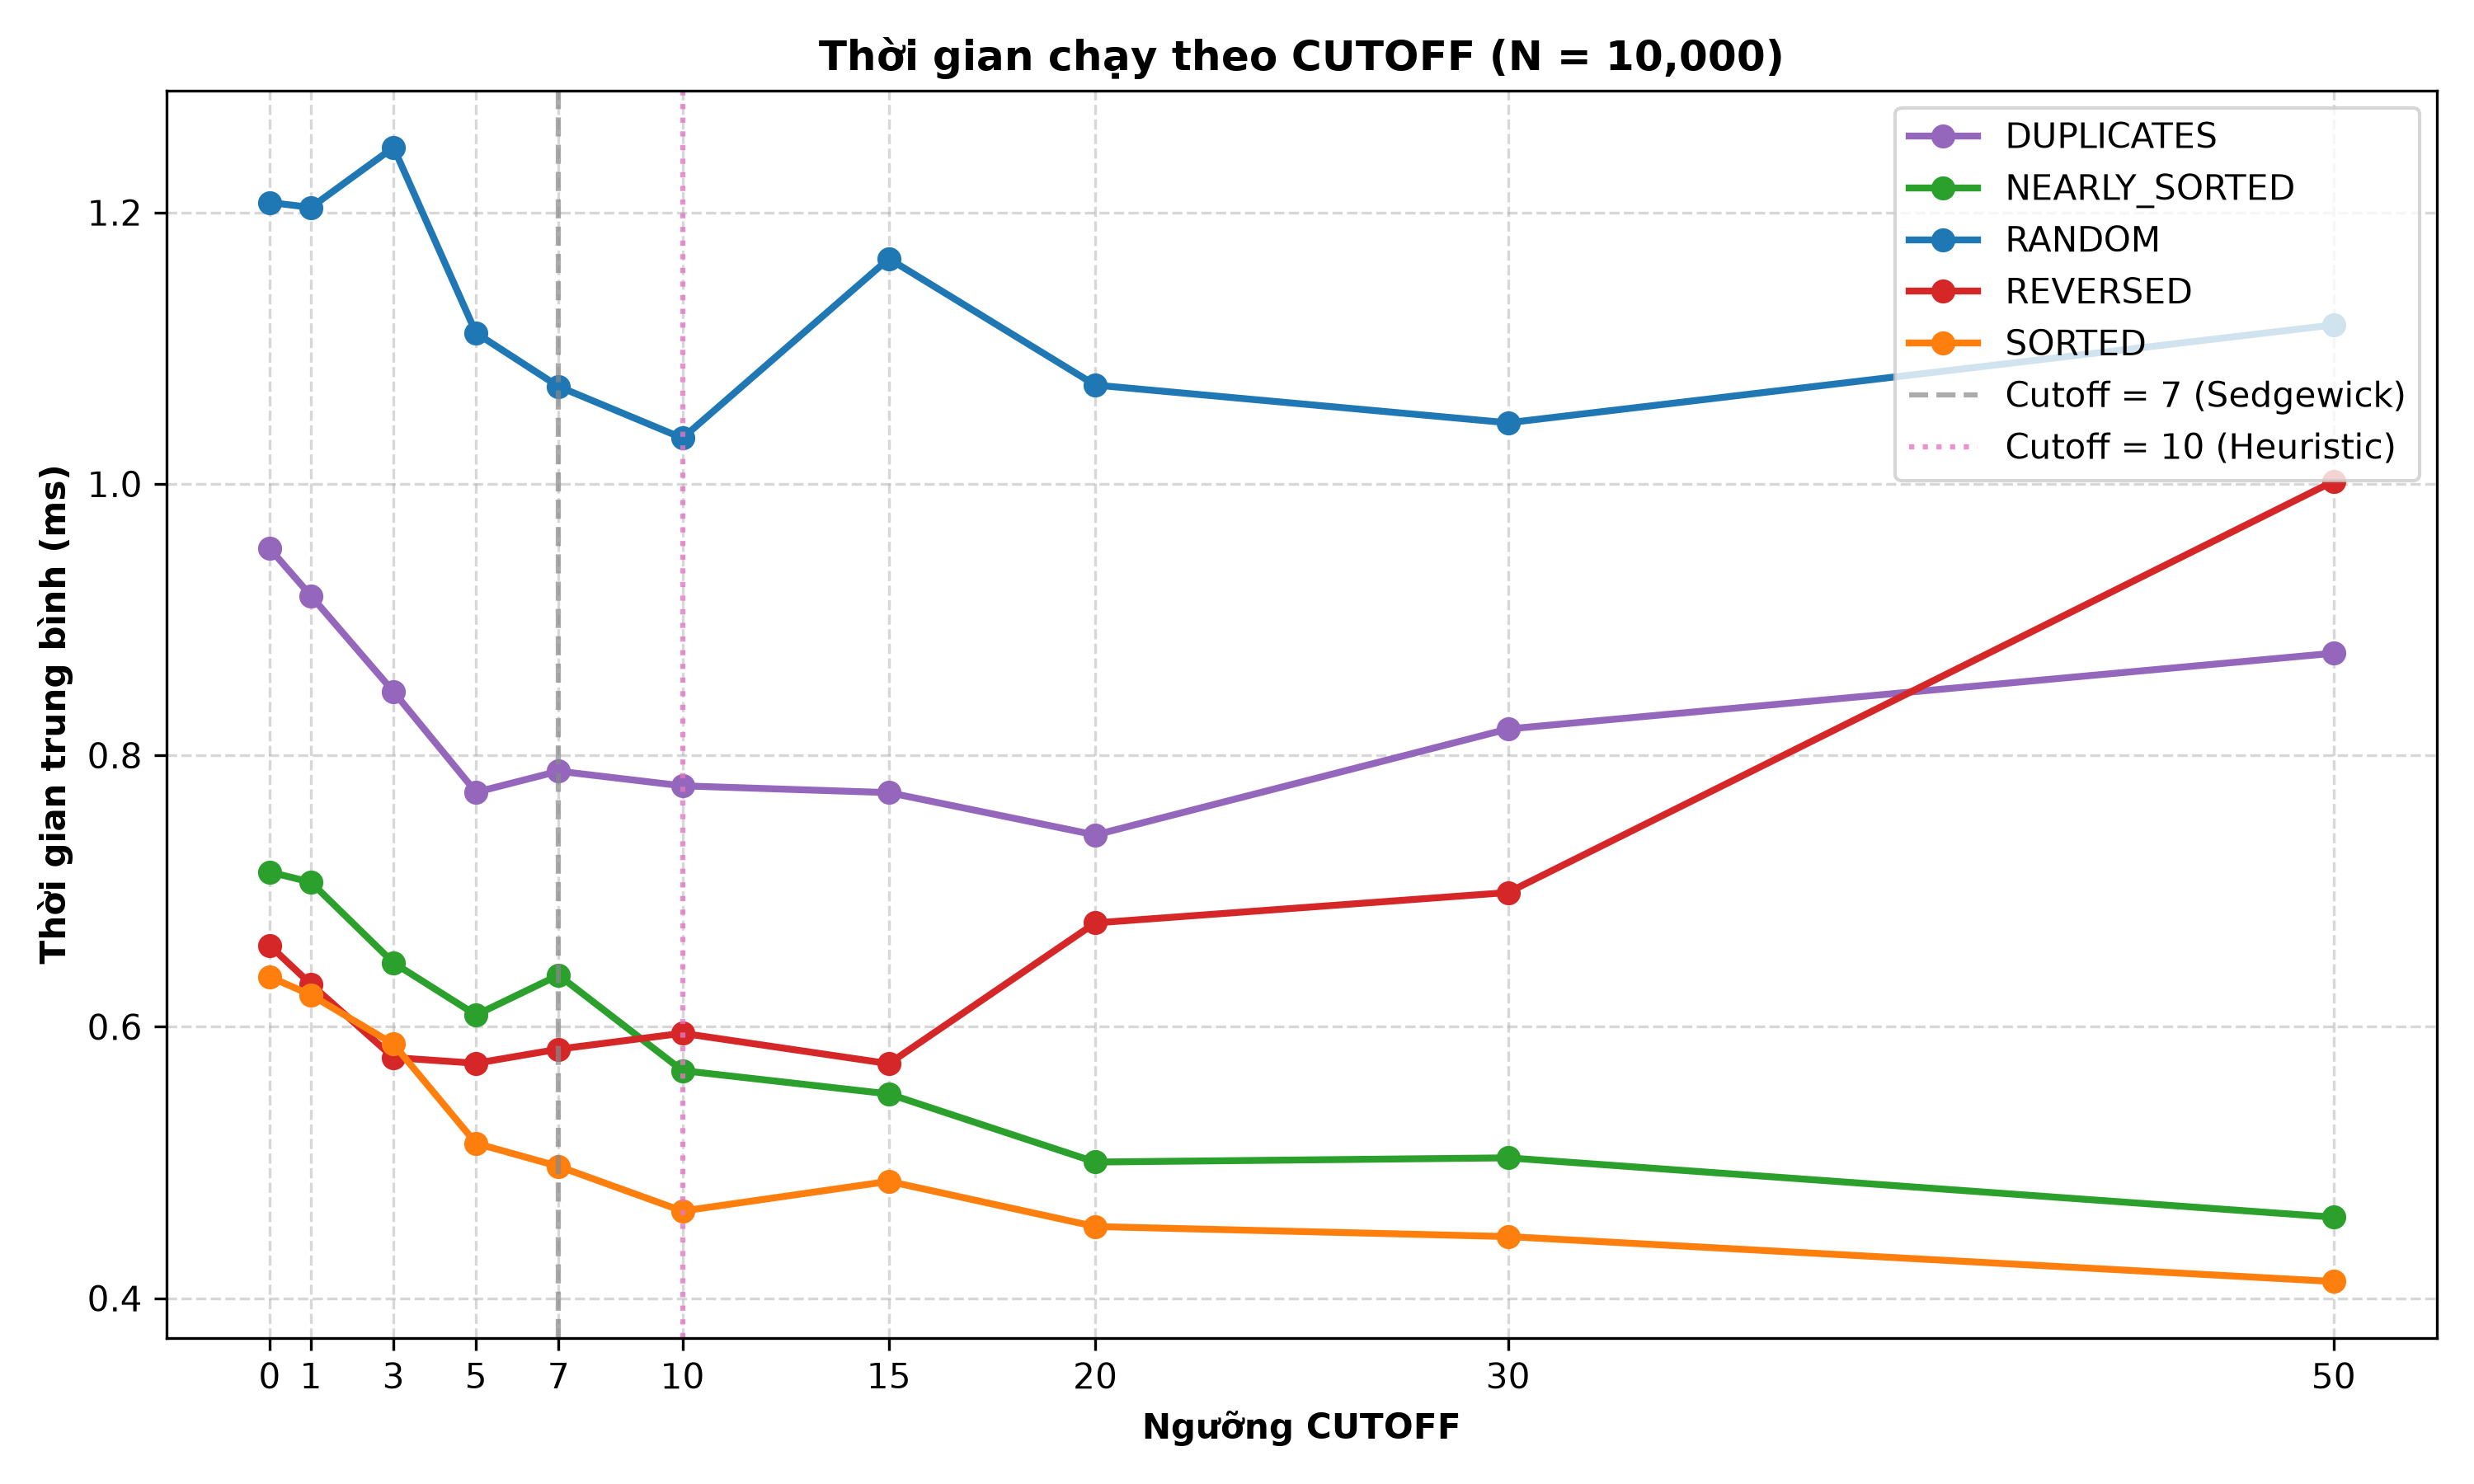 Thời gian chạy theo CUTOFF (N = 10,000)
DUPLICATES
NEARLY_SORTED
RANDOM
REVERSED
SORTED
Cutoff = 7 (Sedgewick)
Cutoff = 10 (Heuristic)
Thời gian trung bình (ms)
1.2
1.0
0.8
0.6
0.4
0 1 3 5 7 10 15 20 30 50
Ngưỡng CUTOFF